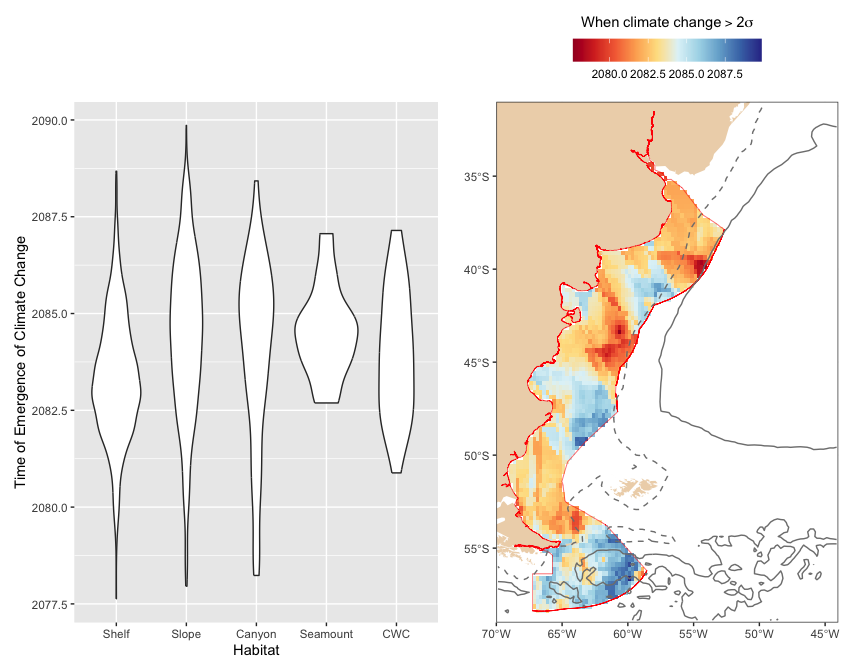 When climate change > 2σ
2080.0 2082.5 2085.0 2087.5
Time of Emergence of Climate Change
2090.0
2087.5
2085.0
2082.5
2080.0
2077.5
Shelf Slope Canyon Seamount CWC
Habitat
35°S
40°S
45°S
50°S
55°S
70°W 65°W 60°W 55°W 50°W 45°W